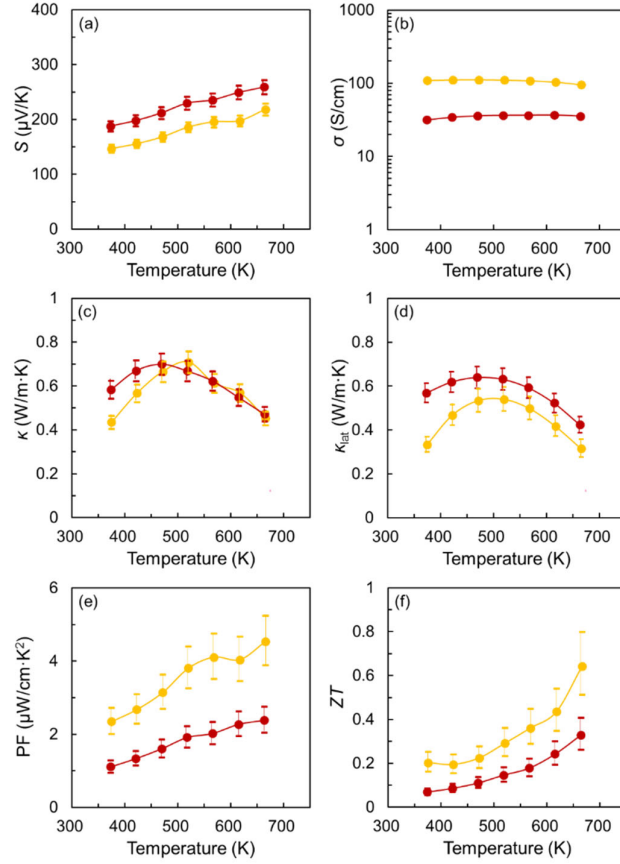 (a)
400
300
200
100
0
S (µV/K)
300 400 500 600 700
Temperature (K)
(b)
1000
100
10
1
σ (S/cm)
300 400 500 600 700
Temperature (K)
(c)
1
0.8
0.6
0.4
0.2
0
κ (W/m·K)
300 400 500 600 700
Temperature (K)
(d)
1
0.8
0.6
0.4
0.2
0
κlat (W/m·K)
300 400 500 600 700
Temperature (K)
(e)
6
4
2
0
PF (µW/cm·K²)
300 400 500 600 700
Temperature (K)
(f)
1
0.8
0.6
0.4
0.2
0
ZT
300 400 500 600 700
Temperature (K)